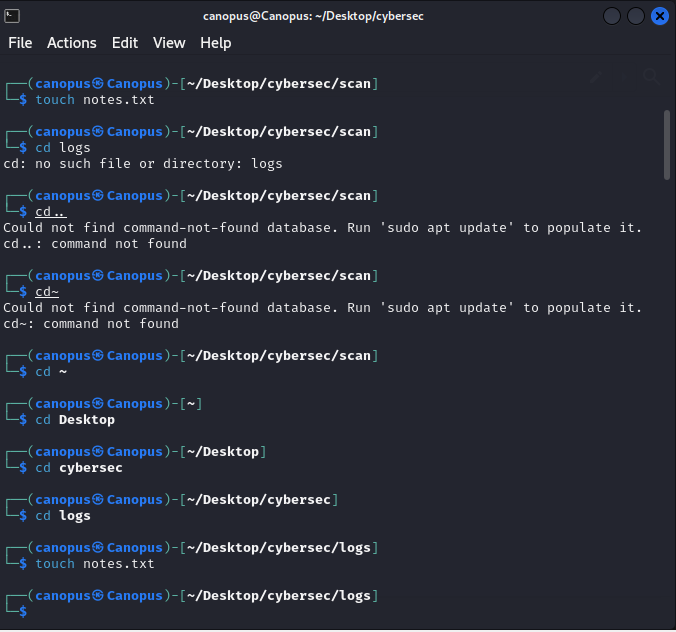 canopus@Canopus: ~/Desktop/cybersec
File Actions Edit View Help
┌──(canopus㉿Canopus)-[~/Desktop/cybersec/scan]
└─$ touch notes.txt
┌──(canopus㉿Canopus)-[~/Desktop/cybersec/scan]
└─$ cd logs
cd: no such file or directory: logs
┌──(canopus㉿Canopus)-[~/Desktop/cybersec/scan]
└─$ cd..
Could not find command-not-found database. Run 'sudo apt update' to populate it.
cd..: command not found
┌──(canopus㉿Canopus)-[~/Desktop/cybersec/scan]
└─$ cd~
Could not find command-not-found database. Run 'sudo apt update' to populate it.
cd~: command not found
┌──(canopus㉿Canopus)-[~/Desktop/cybersec/scan]
└─$ cd ~
┌──(canopus㉿Canopus)-[~]
└─$ cd Desktop
┌──(canopus㉿Canopus)-[~/Desktop]
└─$ cd cybersec
┌──(canopus㉿Canopus)-[~/Desktop/cybersec]
└─$ cd logs
┌──(canopus㉿Canopus)-[~/Desktop/cybersec/logs]
└─$ touch notes.txt
┌──(canopus㉿Canopus)-[~/Desktop/cybersec/logs]
└─$